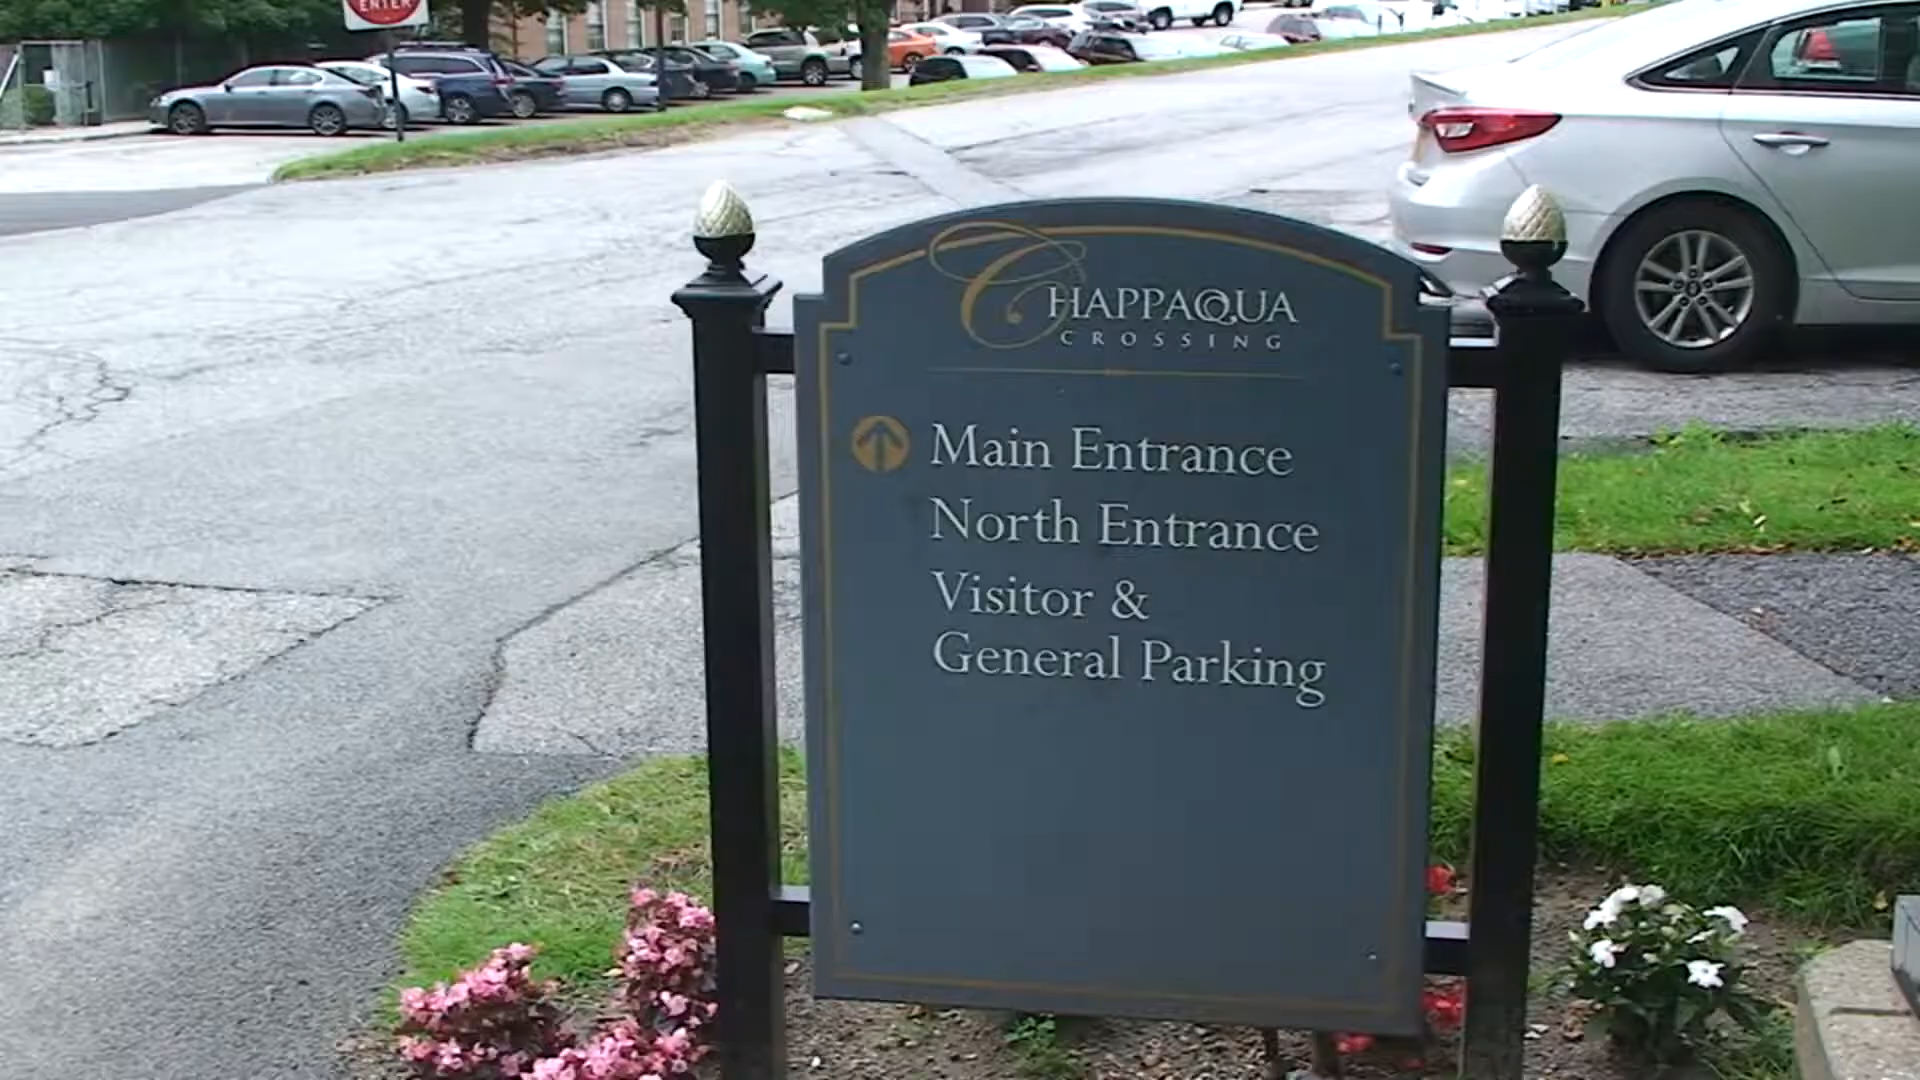 ENTER
CHAPPAQUA
CROSSING
Main Entrance
North Entrance
Visitor &
General Parking